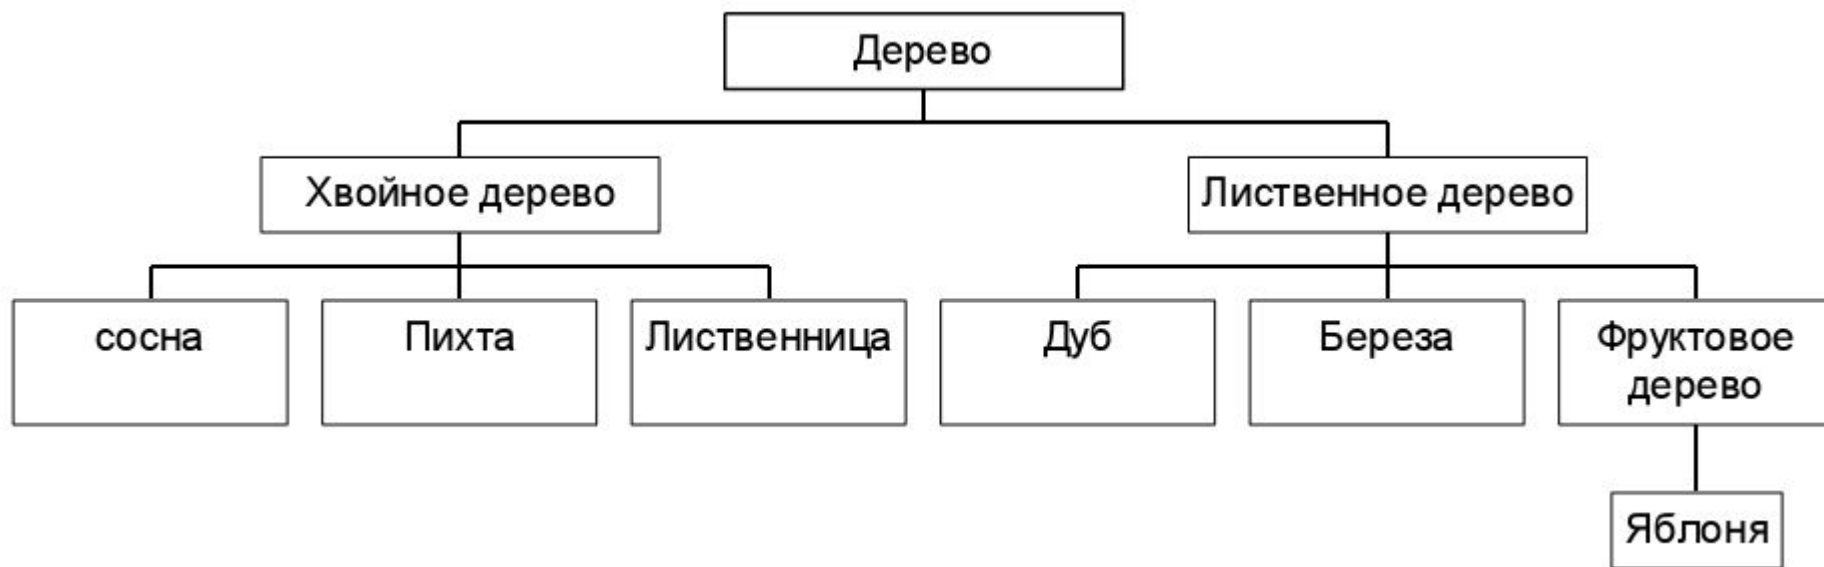 Дерево
Хвойное дерево
Лиственное дерево
сосна
Пихта
Лиственница
Дуб
Береза
Фруктовое
дерево
Яблоня